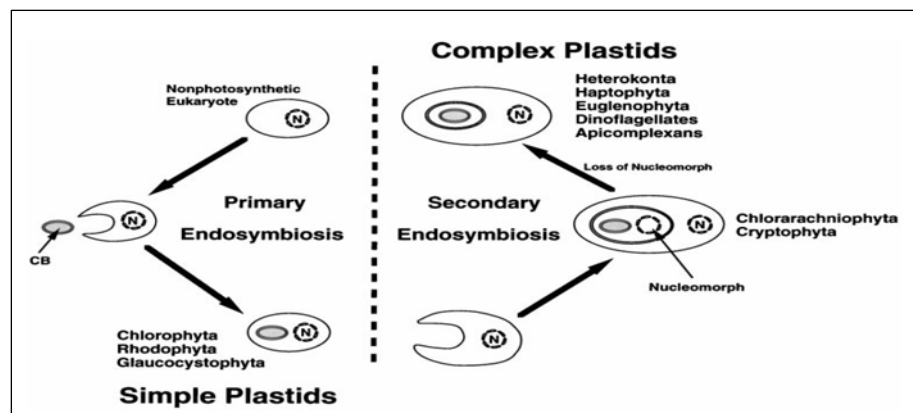 Complex Plastids
Nonphotosynthetic
Eukaryote
N
N
CB
Primary
Endosymbiosis
Chlorophyta
Rhodophyta
Glaucocystophyta
N
Simple Plastids
Heterokonta
Haptophyta
Euglenophyta
Dinoflagellates
Apicomplexans
N
Loss of Nucleomorph
Secondary
Endosymbiosis
N
Chlorarachniophyta
Cryptophyta
Nucleomorph
N